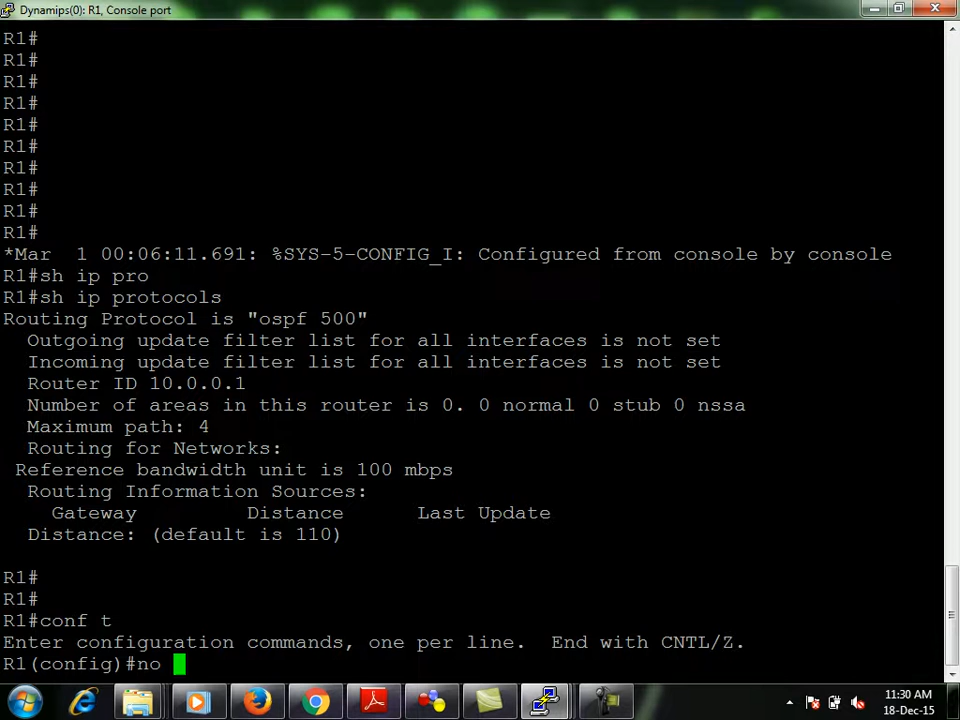 Dynamips(0): R1, Console port
R1#
R1#
R1#
R1#
R1#
R1#
R1#
R1#
R1#
R1#
*Mar  1 00:06:11.691: %SYS-5-CONFIG_I: Configured from console by console
R1#sh ip pro
R1#sh ip protocols
Routing Protocol is "ospf 500"
  Outgoing update filter list for all interfaces is not set
  Incoming update filter list for all interfaces is not set
  Router ID 10.0.0.1
  Number of areas in this router is 0. 0 normal 0 stub 0 nssa
  Maximum path: 4
  Routing for Networks:
 Reference bandwidth unit is 100 mbps
  Routing Information Sources:
    Gateway         Distance      Last Update
  Distance: (default is 110)
R1#
R1#
R1#conf t
Enter configuration commands, one per line.  End with CNTL/Z.
R1(config)#no
11:30 AM
18-Dec-15